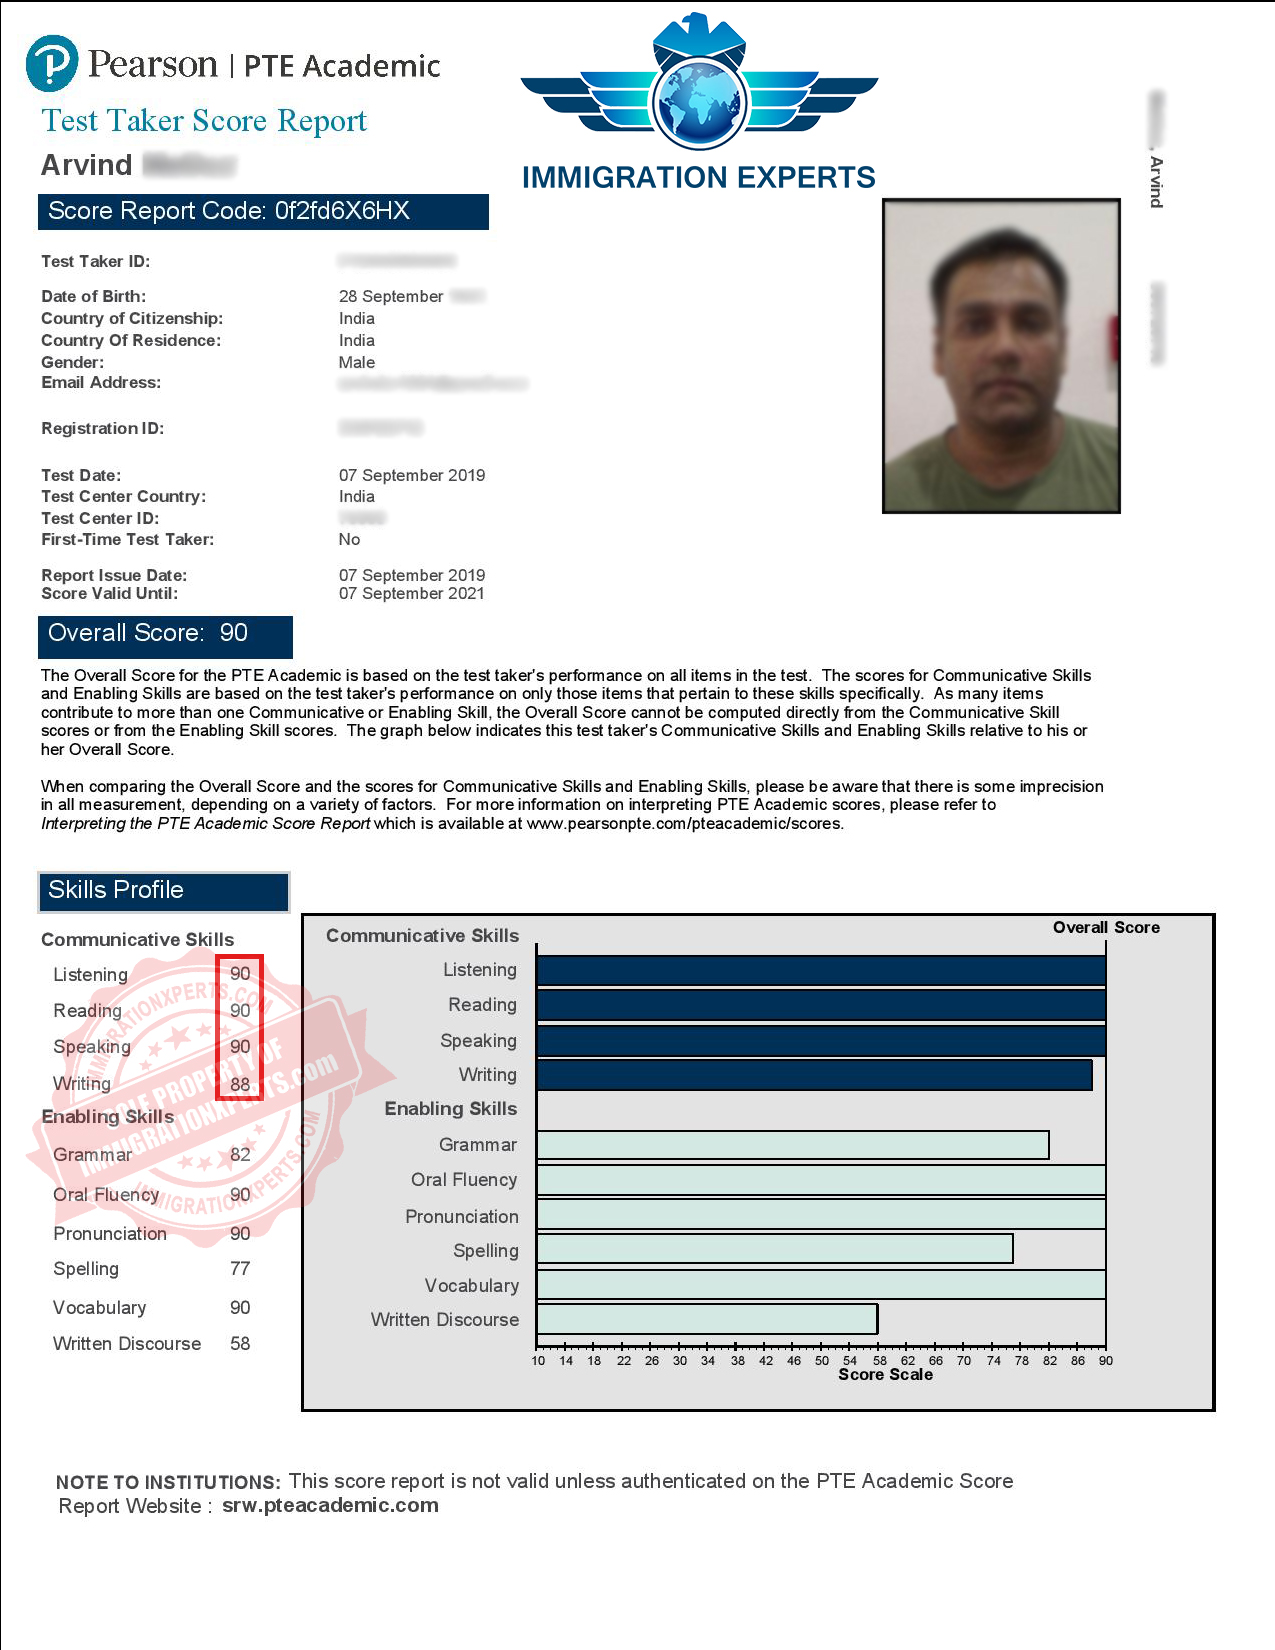 Pearson | PTE Academic
Test Taker Score Report
Arvind
IMMIGRATION EXPERTS
, Arvind
Score Report Code: 0f2fd6X6HX
Test Taker ID:
Date of Birth: 28 September
Country of Citizenship: India
Country Of Residence: India
Gender: Male
Email Address:
Registration ID:
Test Date: 07 September 2019
Test Center Country: India
Test Center ID:
First-Time Test Taker: No
Report Issue Date: 07 September 2019
Score Valid Until: 07 September 2021
Overall Score: 90
The Overall Score for the PTE Academic is based on the test taker's performance on all items in the test. The scores for Communicative Skills
and Enabling Skills are based on the test taker's performance on only those items that pertain to these skills specifically. As many items
contribute to more than one Communicative or Enabling Skill, the Overall Score cannot be computed directly from the Communicative Skill
scores or from the Enabling Skill scores. The graph below indicates this test taker's Communicative Skills and Enabling Skills relative to his or
her Overall Score.
When comparing the Overall Score and the scores for Communicative Skills and Enabling Skills, please be aware that there is some imprecision
in all measurement, depending on a variety of factors. For more information on interpreting PTE Academic scores, please refer to
Interpreting the PTE Academic Score Report which is available at www.pearsonpte.com/pteacademic/scores.
Skills Profile
Communicative Skills
Listening 90
Reading 90
Speaking 90
Writing 88
Enabling Skills
Grammar 82
Oral Fluency 90
Pronunciation 90
Spelling 77
Vocabulary 90
Written Discourse 58
IMMIGRATIONXPERTS.COM
SOLE PROPERTY OF
IMMIGRATIONXPERTS.com
IMMIGRATIONXPERTS.COM
Overall Score
Communicative Skills
Listening
Reading
Speaking
Writing
Enabling Skills
Grammar
Oral Fluency
Pronunciation
Spelling
Vocabulary
Written Discourse
10 14 18 22 26 30 34 38 42 46 50 54 58 62 66 70 74 78 82 86 90
Score Scale
NOTE TO INSTITUTIONS: This score report is not valid unless authenticated on the PTE Academic Score
Report Website : srw.pteacademic.com